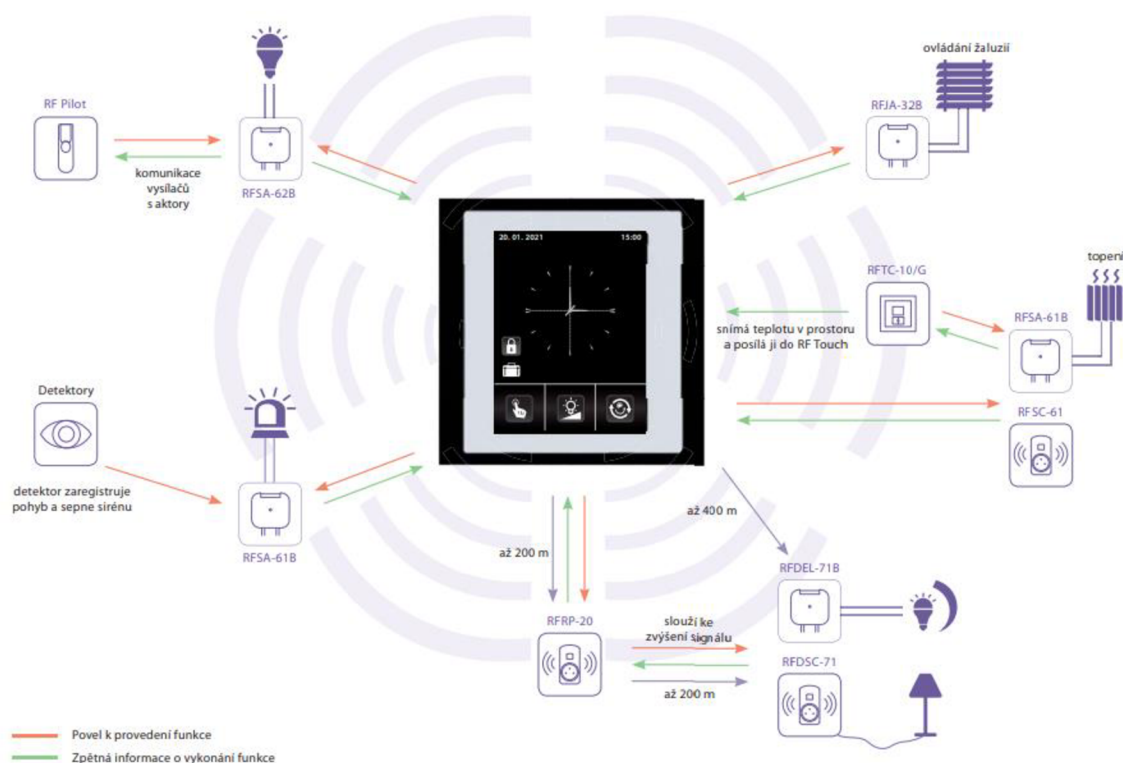 ovládání žaluzií
RF Pilot
RFJA-32B
komunikace
vysílačů
s aktory
RFSA-62B
20. 01. 2021
15:00
topení
RFTC-10/G
RFSA-61B
snímá teplotu v prostoru
a posílá ji do RF Touch
Detektory
RFSC-61
detektor zaregistruje
pohyb a sepne sirénu
až 400 m
RFSA-61B
až 200 m
RFDEL-71B
RFRP-20
slouží ke
zvýšení signálu
RFDSC-71
až 200 m
Povel k provedení funkce
Zpětná informace o vykonání funkce